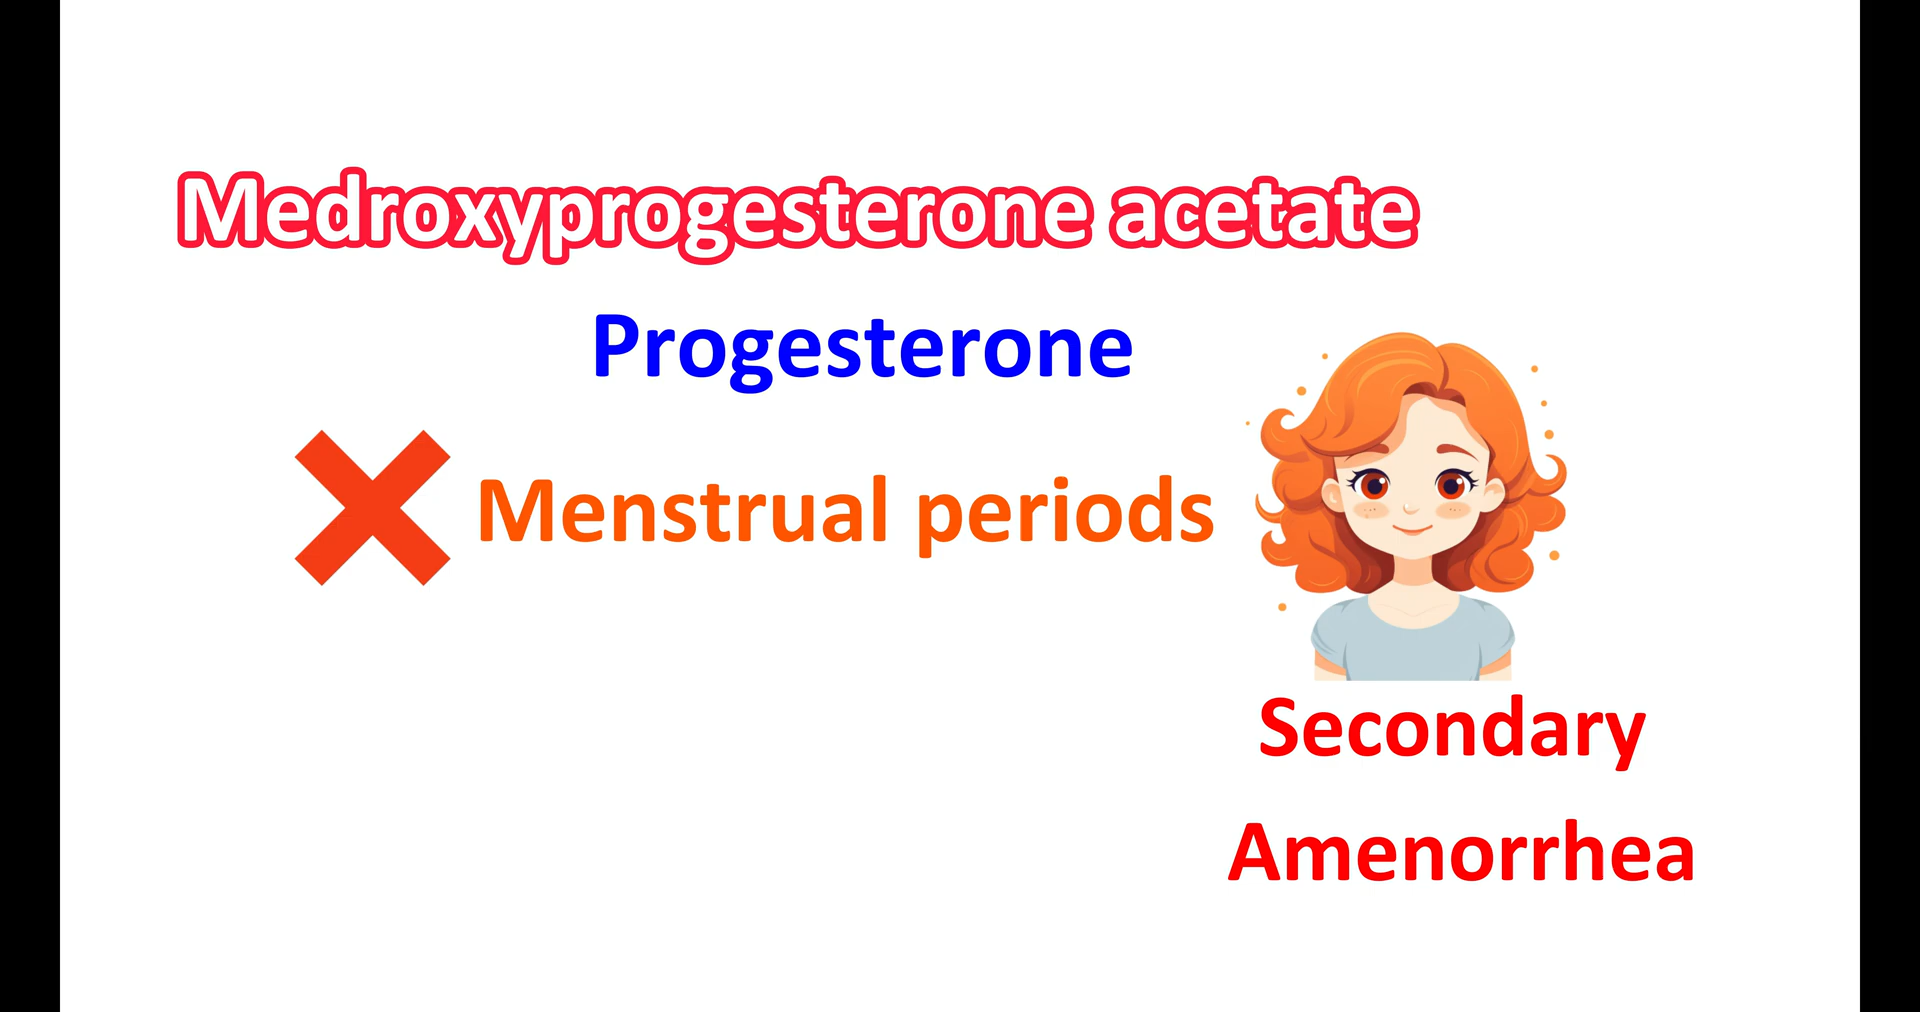 Medroxyprogesterone acetate
Progesterone
Menstrual periods
Secondary
Amenorrhea